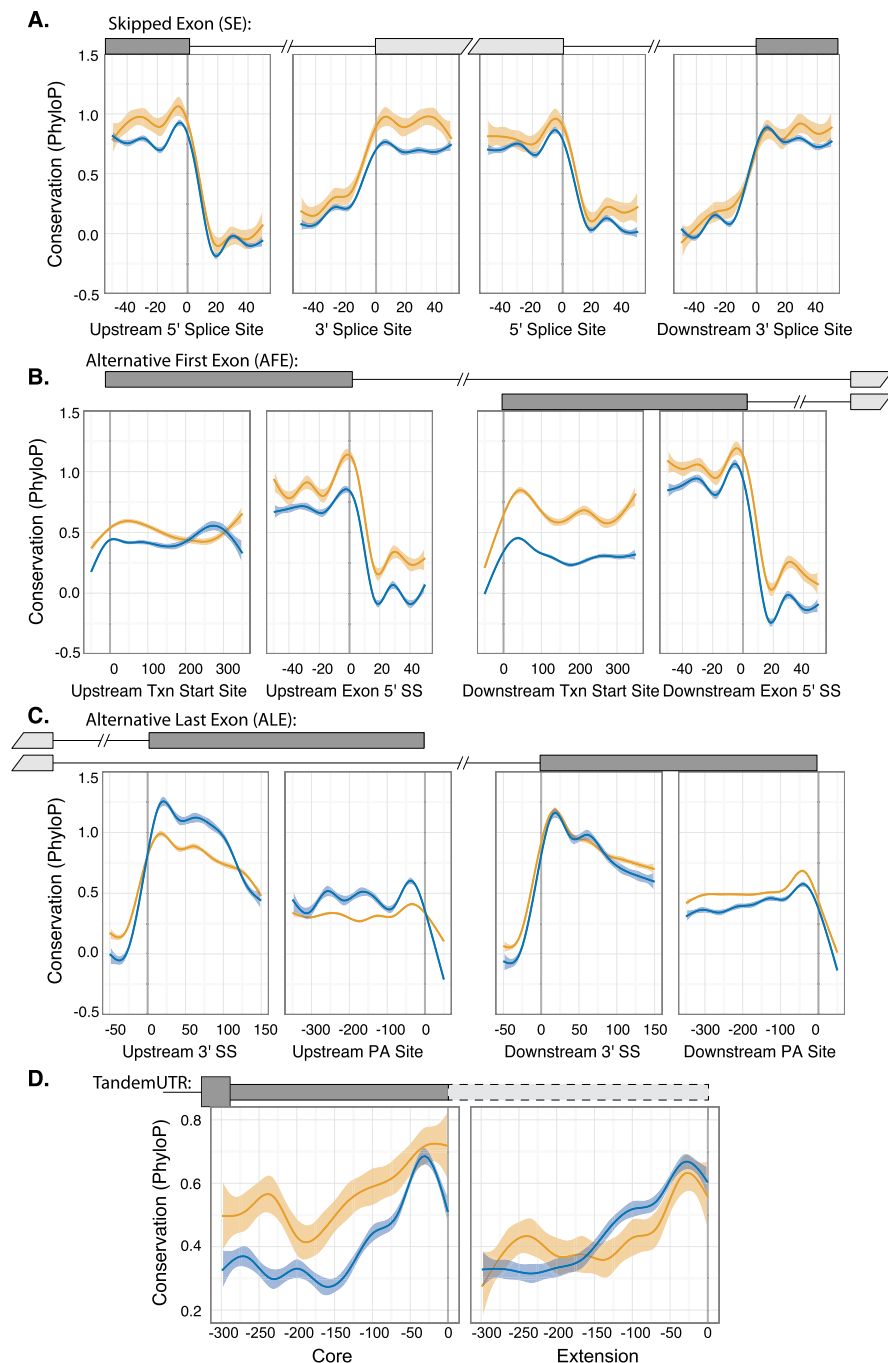 A.
Skipped Exon (SE):
Conservation (PhyloP)
1.5
1.0
0.5
0.0
-0.5
-40 -20 0 20 40
-40 -20 0 20 40
-40 -20 0 20 40
-40 -20 0 20 40
Upstream 5' Splice Site
3' Splice Site
5' Splice Site
Downstream 3' Splice Site
B.
Alternative First Exon (AFE):
Conservation (PhyloP)
1.5
1.0
0.5
0.0
-0.5
0 100 200 300
-40 -20 0 20 40
0 100 200 300
-40 -20 0 20 40
Upstream Txn Start Site
Upstream Exon 5' SS
Downstream Txn Start Site
Downstream Exon 5' SS
C.
Alternative Last Exon (ALE):
Conservation (PhyloP)
1.5
1.0
0.5
0.0
-0.5
-50 0 50 100 150
-300 -200 -100 0
-50 0 50 100 150
-300 -200 -100 0
Upstream 3' SS
Upstream PA Site
Downstream 3' SS
Downstream PA Site
D.
TandemUTR:
Conservation (PhyloP)
0.8
0.6
0.4
0.2
-300 -250 -200 -150 -100 -50 0
-300 -250 -200 -150 -100 -50 0
Core
Extension